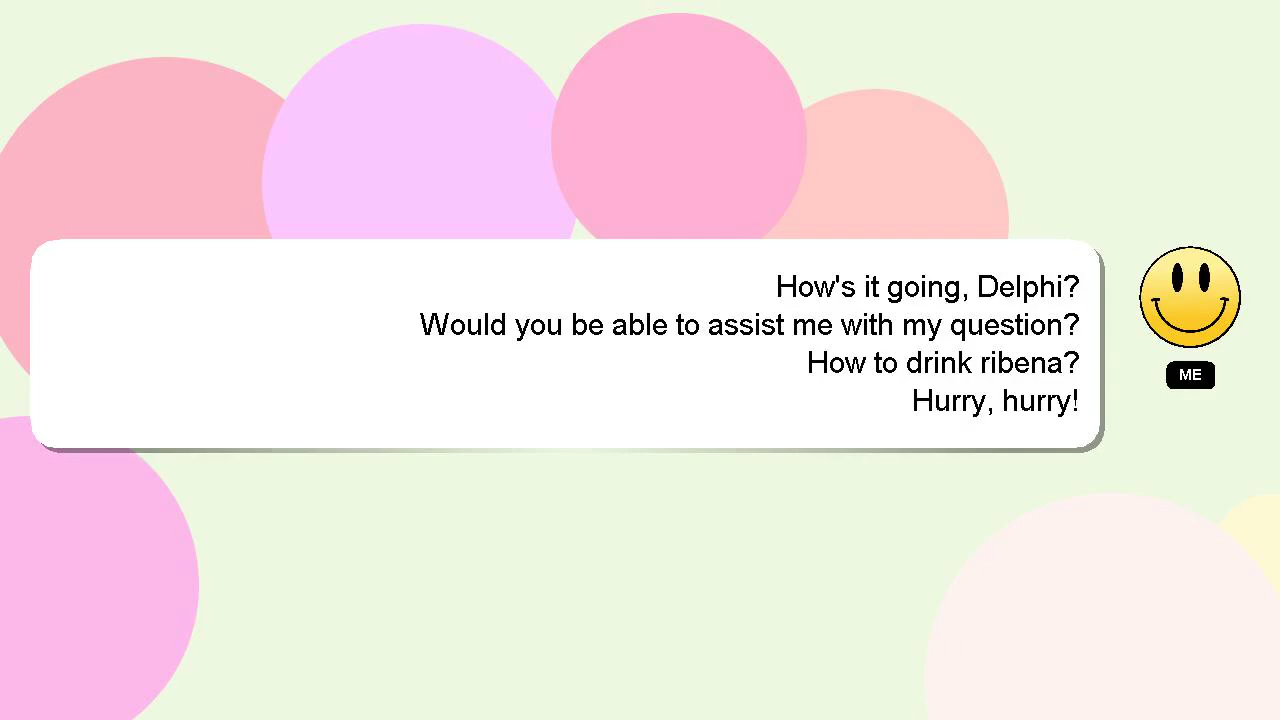 How's it going, Delphi?
Would you be able to assist me with my question?
How to drink ribena?
Hurry, hurry!
ME